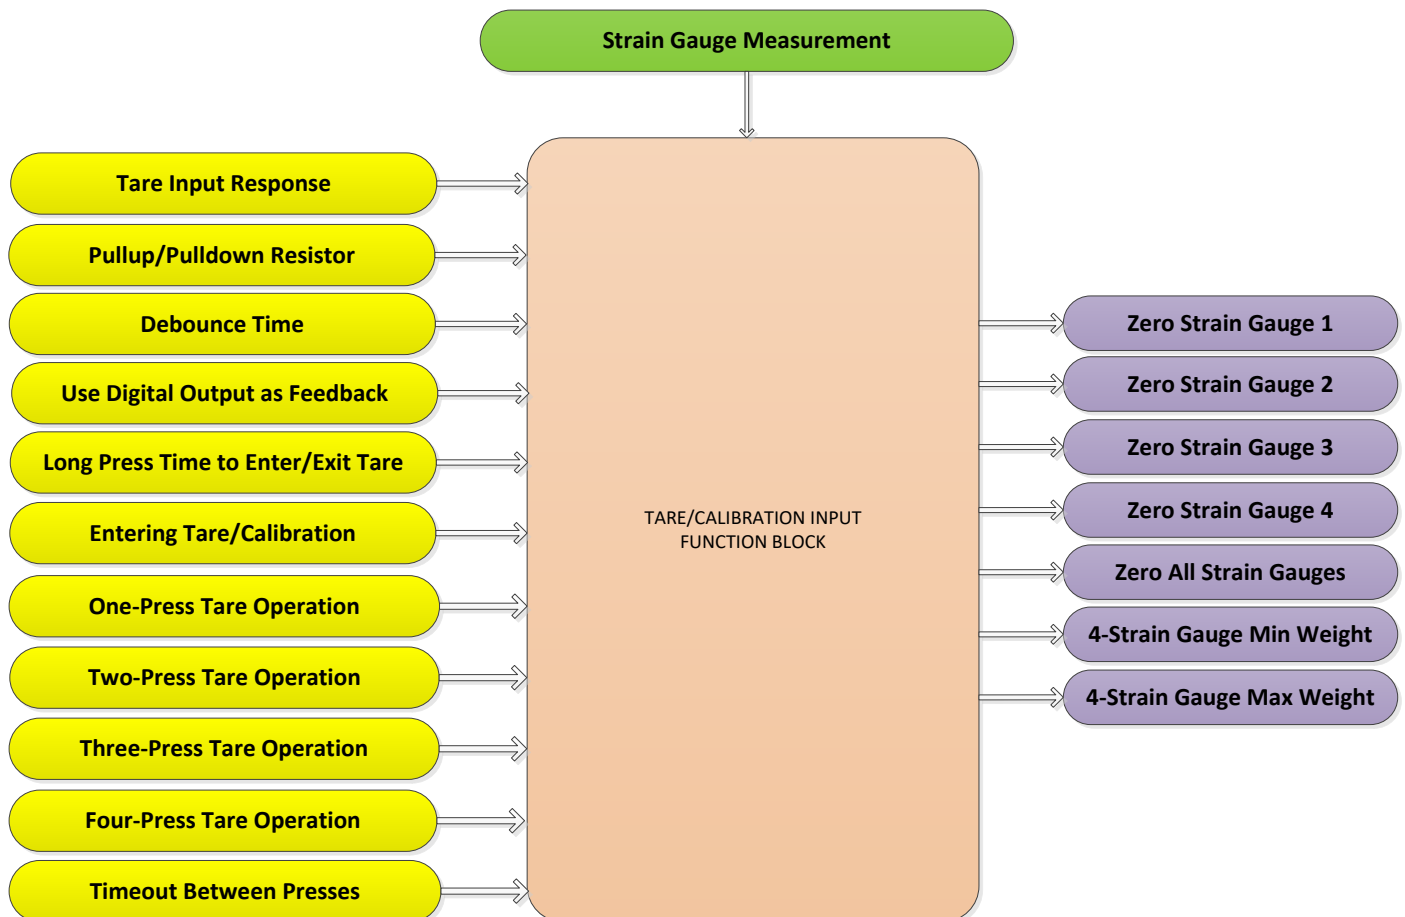 Strain Gauge Measurement
Tare Input Response
Pullup/Pulldown Resistor
Debounce Time
Use Digital Output as Feedback
Long Press Time to Enter/Exit Tare
Entering Tare/Calibration
One-Press Tare Operation
Two-Press Tare Operation
Three-Press Tare Operation
Four-Press Tare Operation
Timeout Between Presses
TARE/CALIBRATION INPUT
FUNCTION BLOCK
Zero Strain Gauge 1
Zero Strain Gauge 2
Zero Strain Gauge 3
Zero Strain Gauge 4
Zero All Strain Gauges
4-Strain Gauge Min Weight
4-Strain Gauge Max Weight